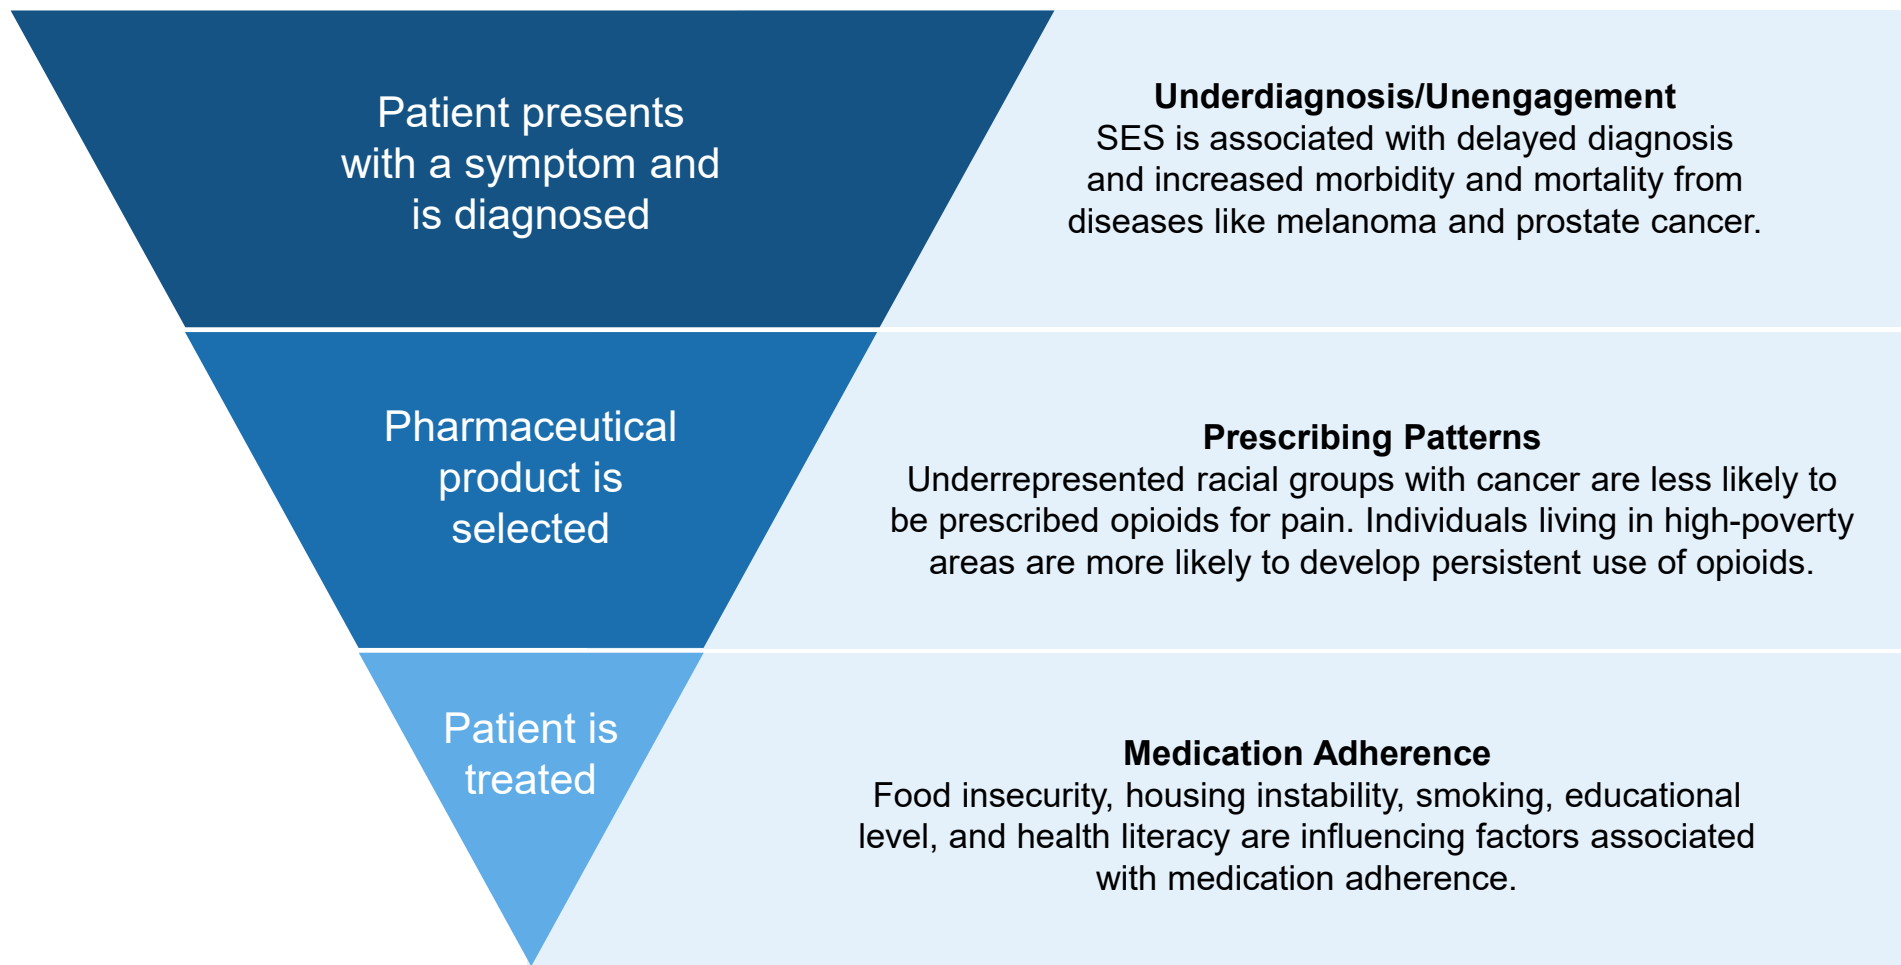 Patient presents
with a symptom and
is diagnosed
Underdiagnosis/Unengagement
SES is associated with delayed diagnosis
and increased morbidity and mortality from
diseases like melanoma and prostate cancer.
Pharmaceutical
product is
selected
Prescribing Patterns
Underrepresented racial groups with cancer are less likely to
be prescribed opioids for pain. Individuals living in high-poverty
areas are more likely to develop persistent use of opioids.
Patient is
treated
Medication Adherence
Food insecurity, housing instability, smoking, educational
level, and health literacy are influencing factors associated
with medication adherence.